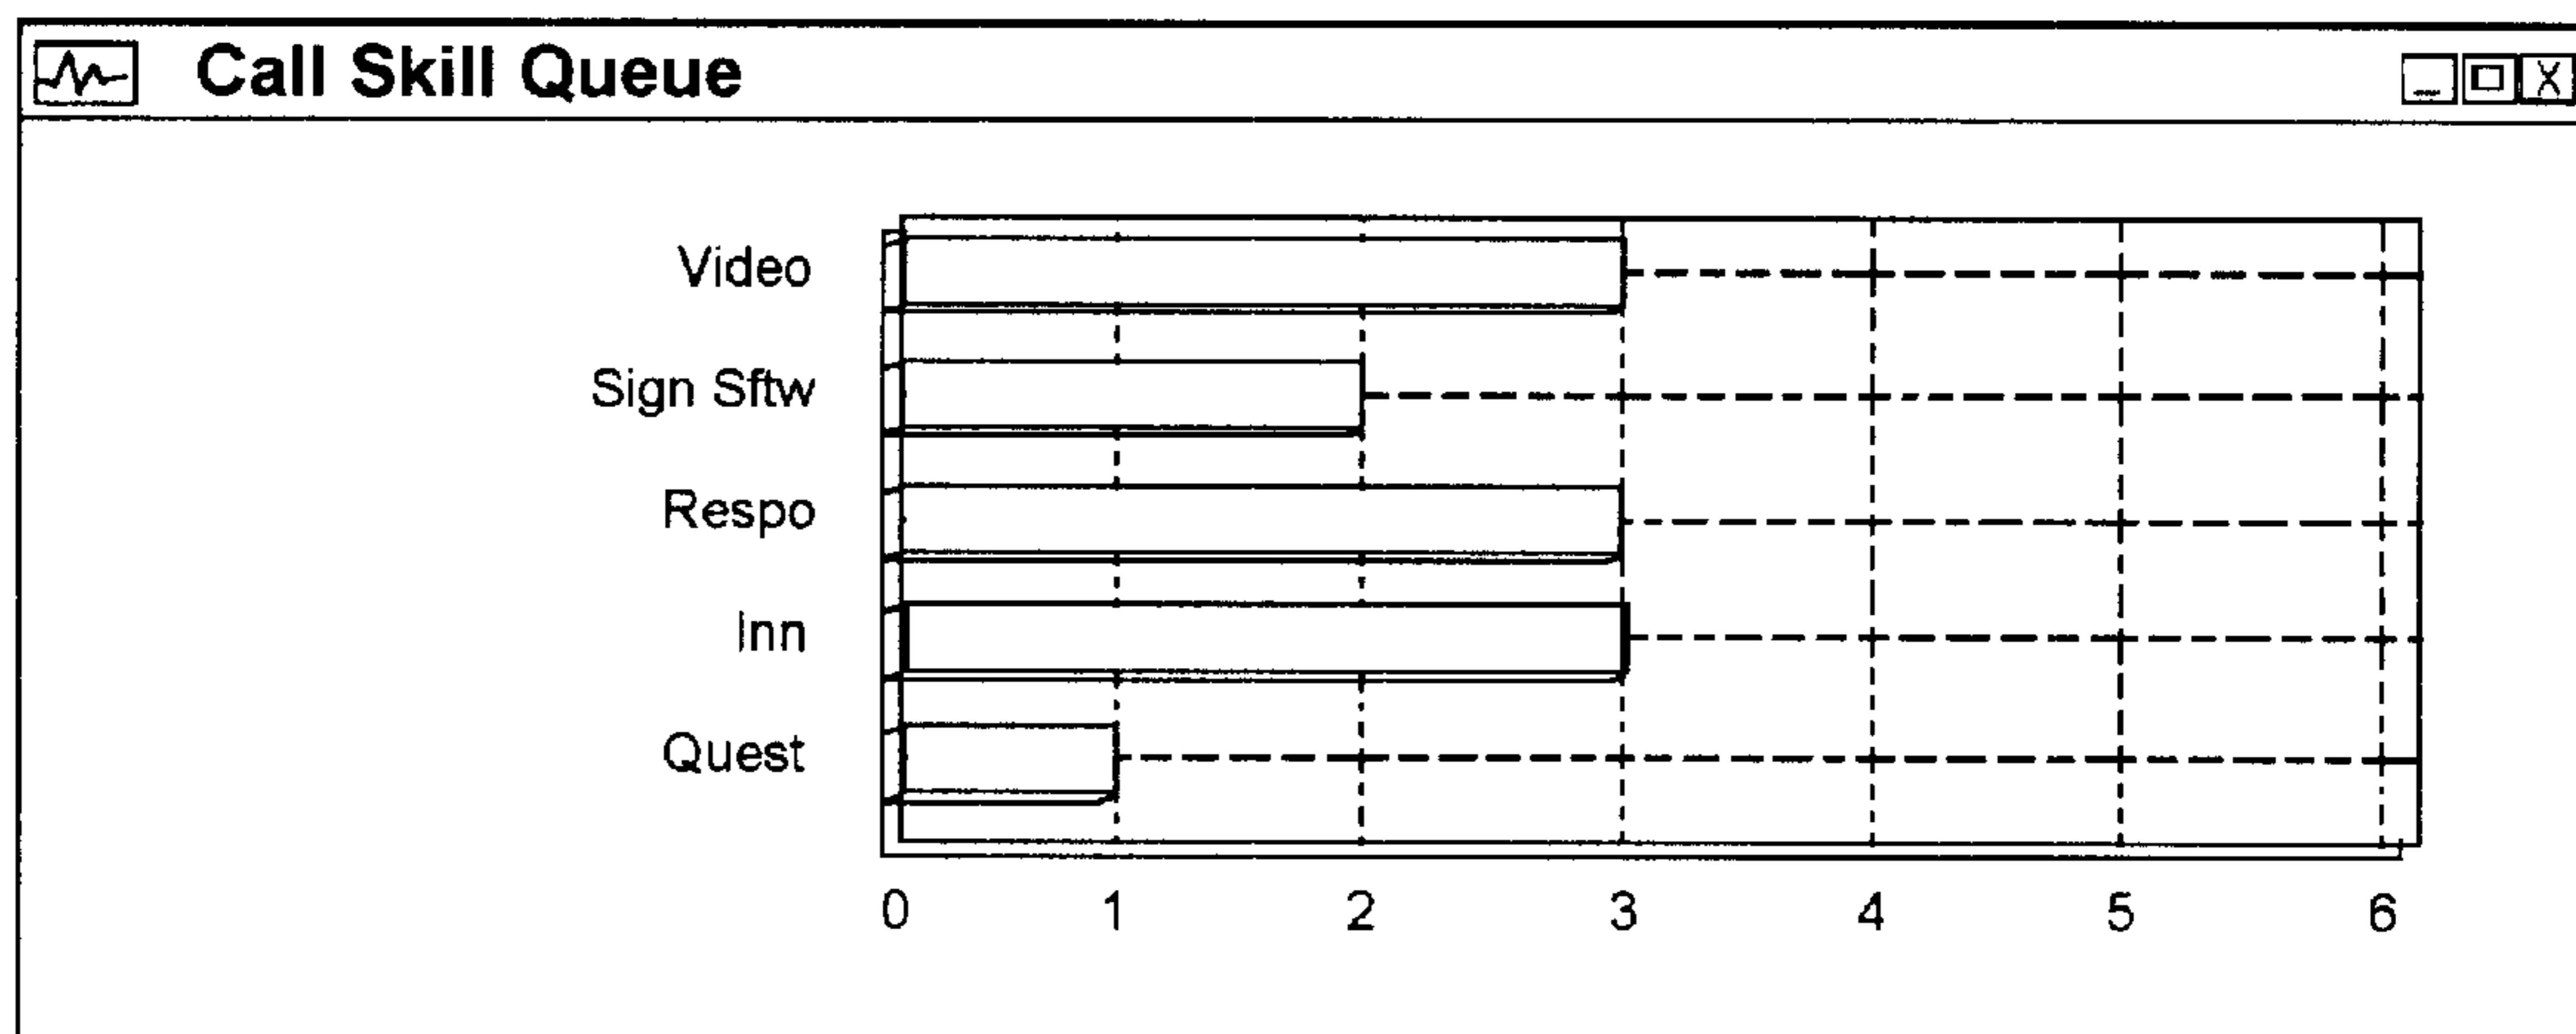 Call Skill Queue
Video
Sign Sftw
Respo
Inn
Quest
0 1 2 3 4 5 6